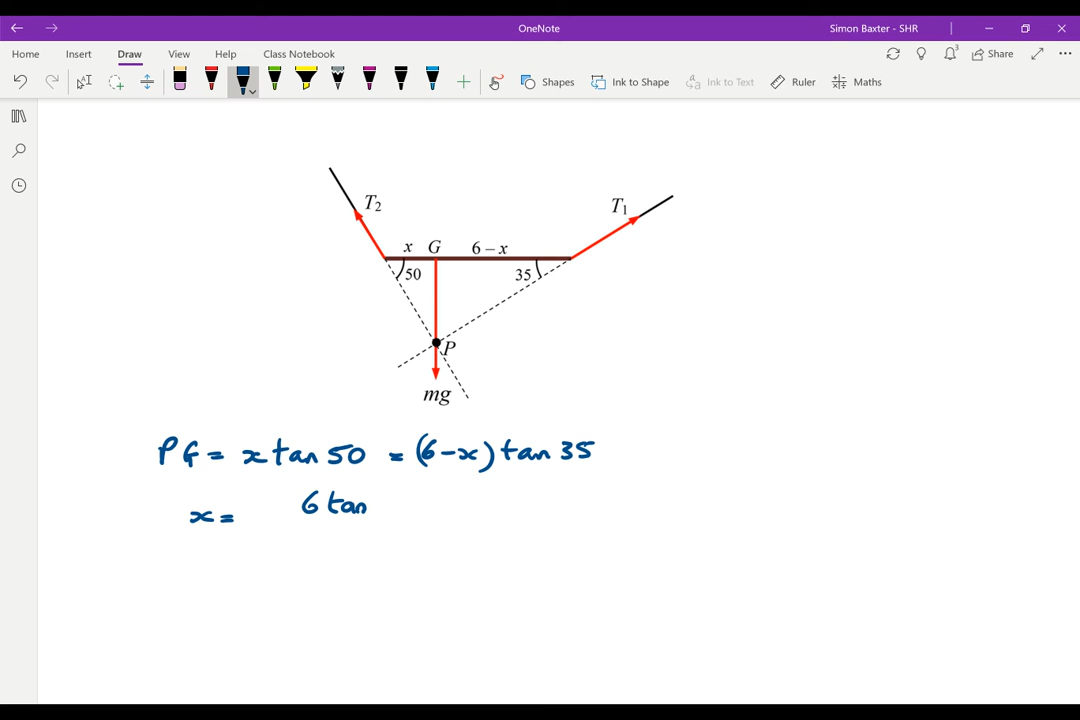 OneNote
Simon Baxter - SHR
Home Insert Draw View Help Class Notebook
3 Share
Shapes Ink to Shape Ink to Text Ruler Maths
T₂ T₁
x G 6 – x
50 35
P
mg
PG = x tan 50 = (6-x) tan 35
x = 6 tan